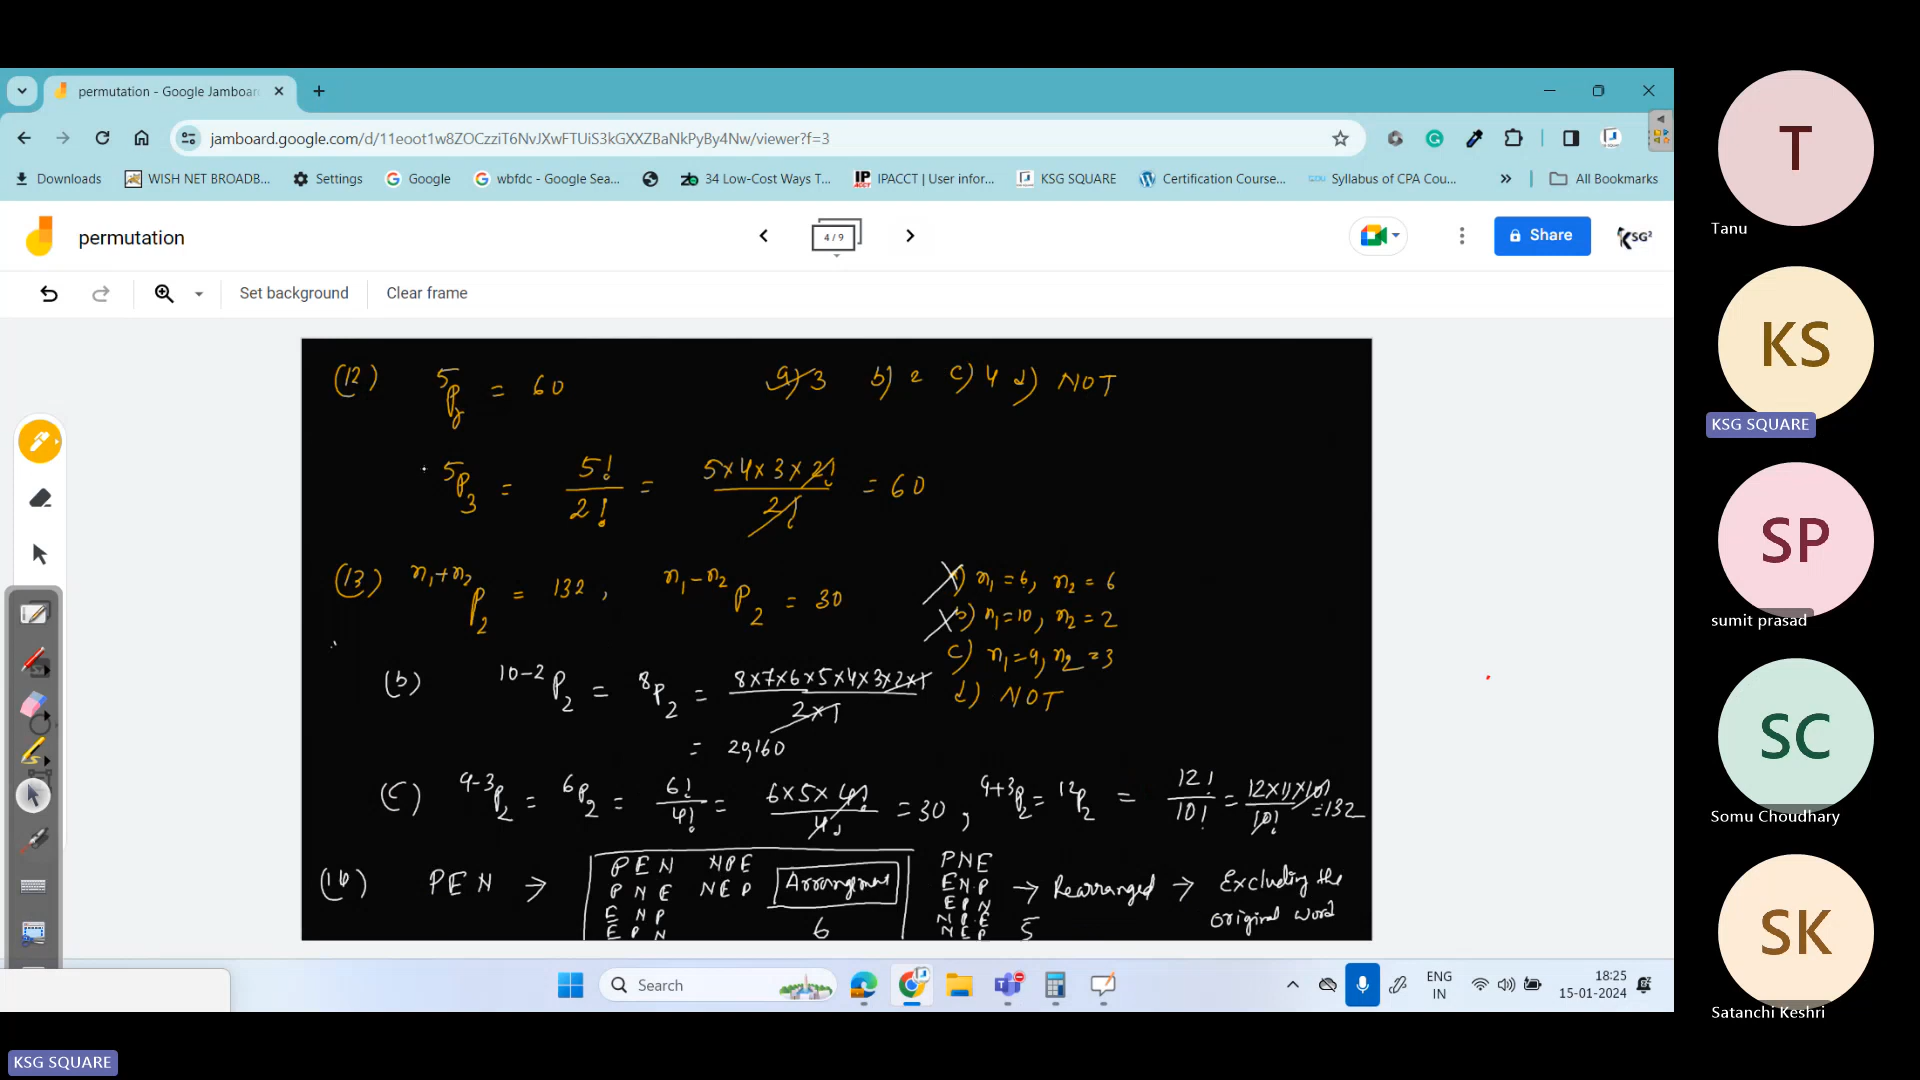 permutation - Google Jamboar
jamboard.google.com/d/11eoot1w8ZOCzziT6NvJXwFTUiS3kGXXZBaNkPyBy4Nw/viewer?f=3
Downloads WISH NET BROADB... Settings Google wbfdc - Google Sea... 34 Low-Cost Ways T... IPACCT | User infor... KSG SQUARE Certification Course... Syllabus of CPA Cou... » All Bookmarks
permutation 4 / 9 Share KSG²
Set background Clear frame
(12) ⁵Pᵣ = 60 a) 3 b) 2 c) 4 d) NOT
⁵P₃ = 5!/2! = 5×4×3×2!/2! = 60
(13) ⁿ¹⁺ⁿ²P₂ = 132, ⁿ¹⁻ⁿ²P₂ = 30
a) n₁ = 6, n₂ = 6
b) n₁ = 10, n₂ = 2
c) n₁ = 9, n₂ = 3
d) NOT
(b) ¹⁰⁻²P₂ = ⁸P₂ = 8×7×6×5×4×3×2×1/2×1
= 20,160
(C) ⁹⁻³P₂ = ⁶P₂ = 6!/4! = 6×5×4!/4! = 30, ⁹⁺³P₂ = ¹²P₂ = 12!/10! = 12×11×10!/10! = 132
(14) PEN → PEN NPE Arrangement
PNE NEP
ENP
EPN 6
PNE
ENP
EPN
NPE
NEP 5
→ Rearranged → Excluding the
original word
T
Tanu
KS
KSG SQUARE
SP
sumit prasad
SC
Somu Choudhary
SK
Satanchi Keshri
Search
ENG
IN
18:25
15-01-2024
KSG SQUARE